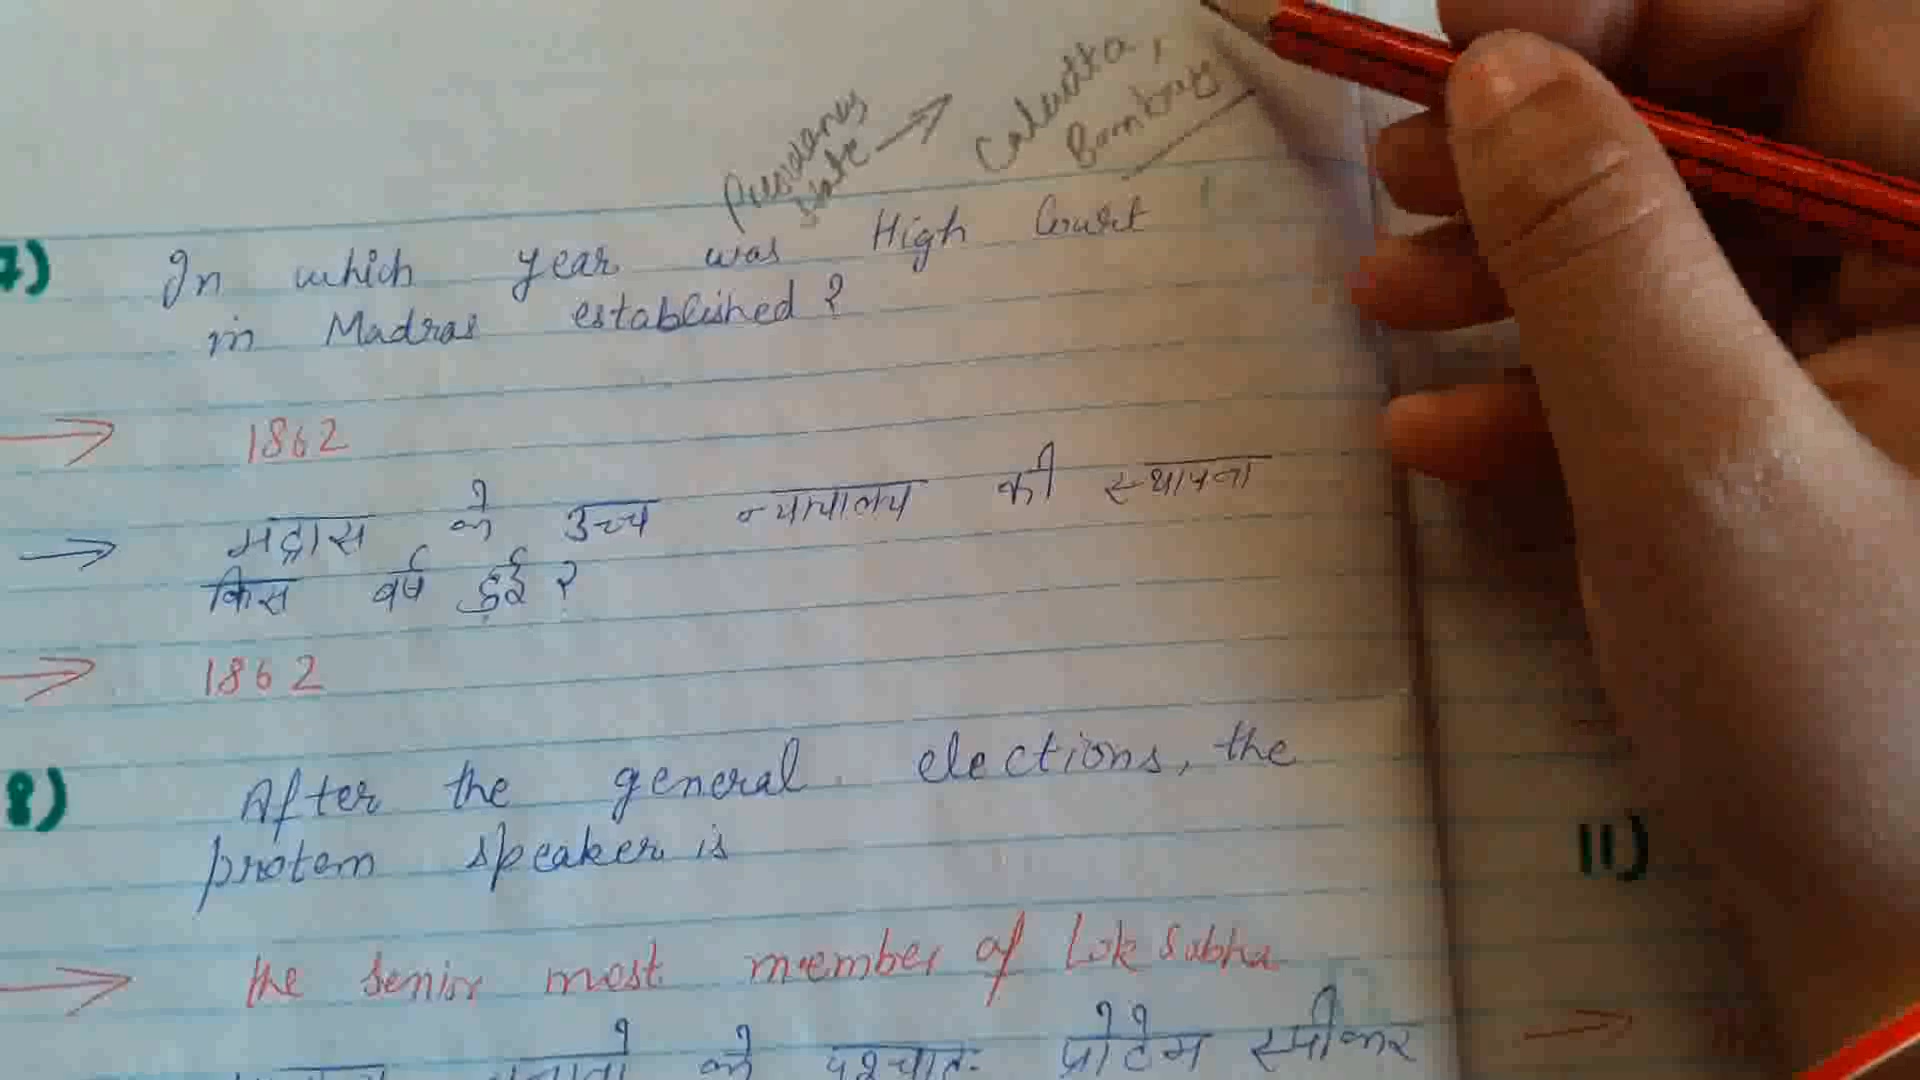 Presidency state → Calcutta,
Bombay
7) In which year was High Court
in Madras established?
→ 1862
→ मद्रास के उच्च न्यायालय की स्थापना
किस वर्ष हुई?
→ 1862
8) After the general elections, the
protem speaker is
→ the senior most member of Lok Sabha
के पश्चात: प्रोटेम स्पीकर
11)
→